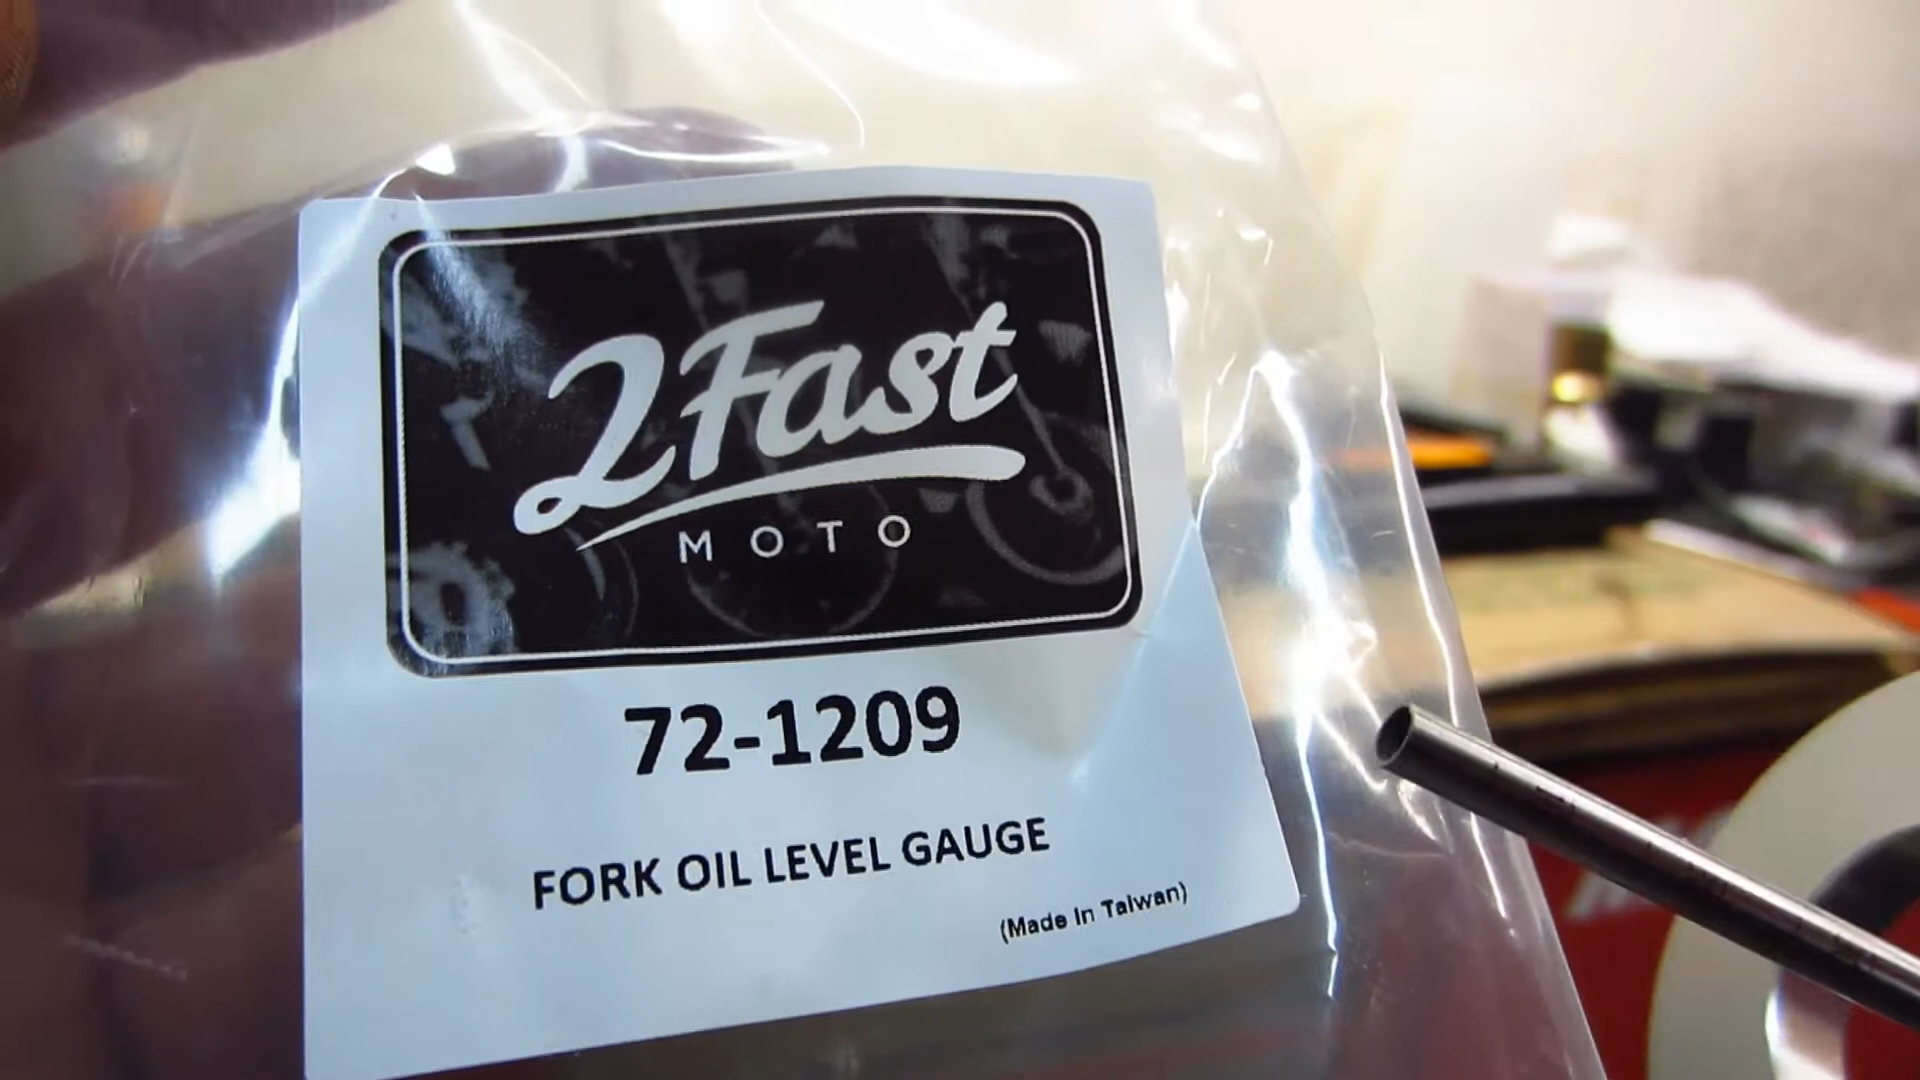 2Fast
MOTO
72-1209
FORK OIL LEVEL GAUGE
(Made In Taiwan)